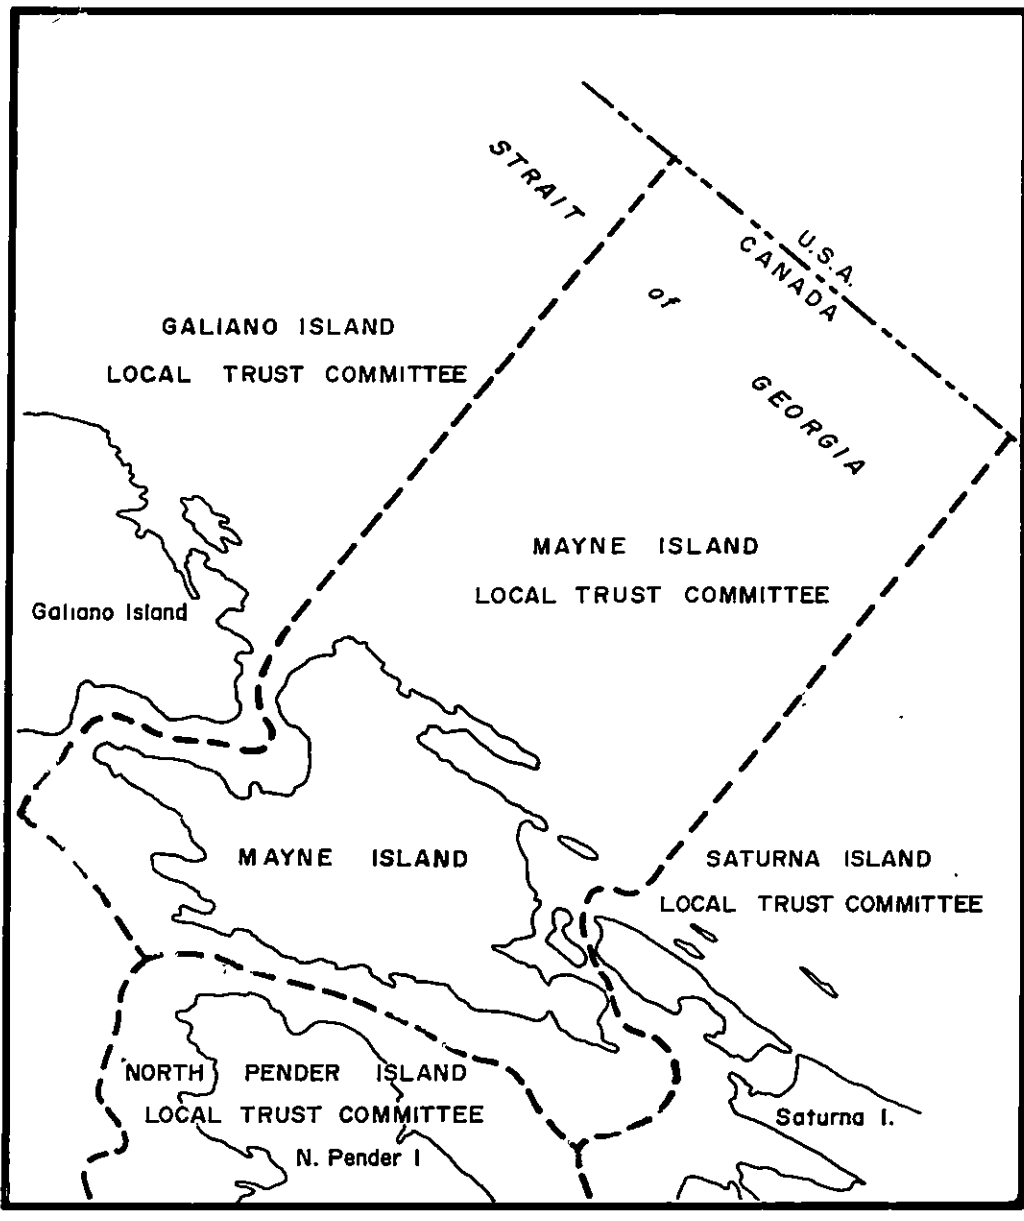 STRAIT
U.S.A.
CANADA
of
GALIANO ISLAND
LOCAL TRUST COMMITTEE
GEORGIA
MAYNE ISLAND
LOCAL TRUST COMMITTEE
Galiano Island
MAYNE ISLAND
SATURNA ISLAND
LOCAL TRUST COMMITTEE
NORTH PENDER ISLAND
LOCAL TRUST COMMITTEE
Saturna I.
N. Pender I